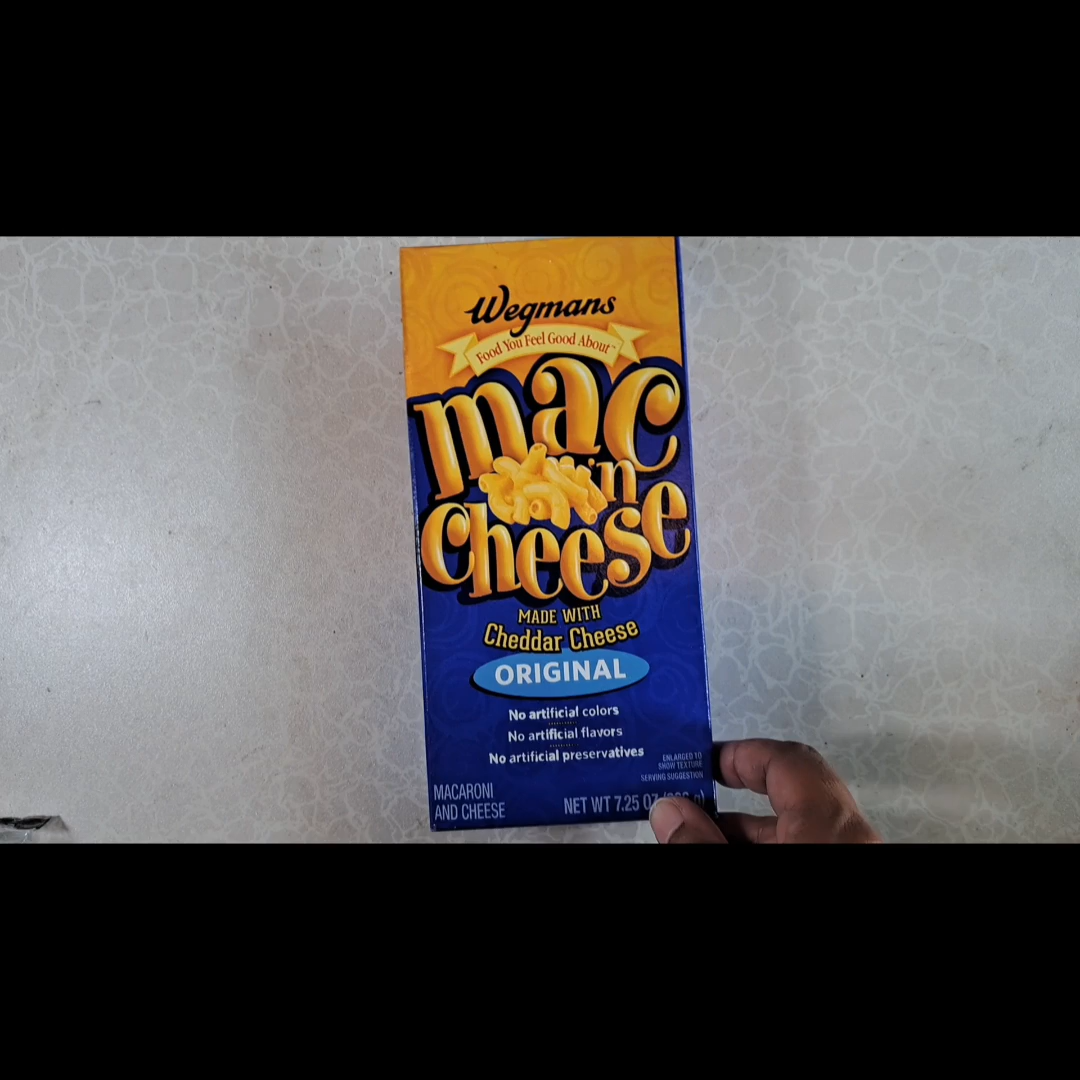 Wegmans
Food You Feel Good About™
mac
'n
cheese
MADE WITH
Cheddar Cheese
ORIGINAL
No artificial colors
No artificial flavors
No artificial preservatives
ENLARGED TO
SHOW TEXTURE
SERVING SUGGESTION
MACARONI
AND CHEESE
NET WT 7.25 OZ